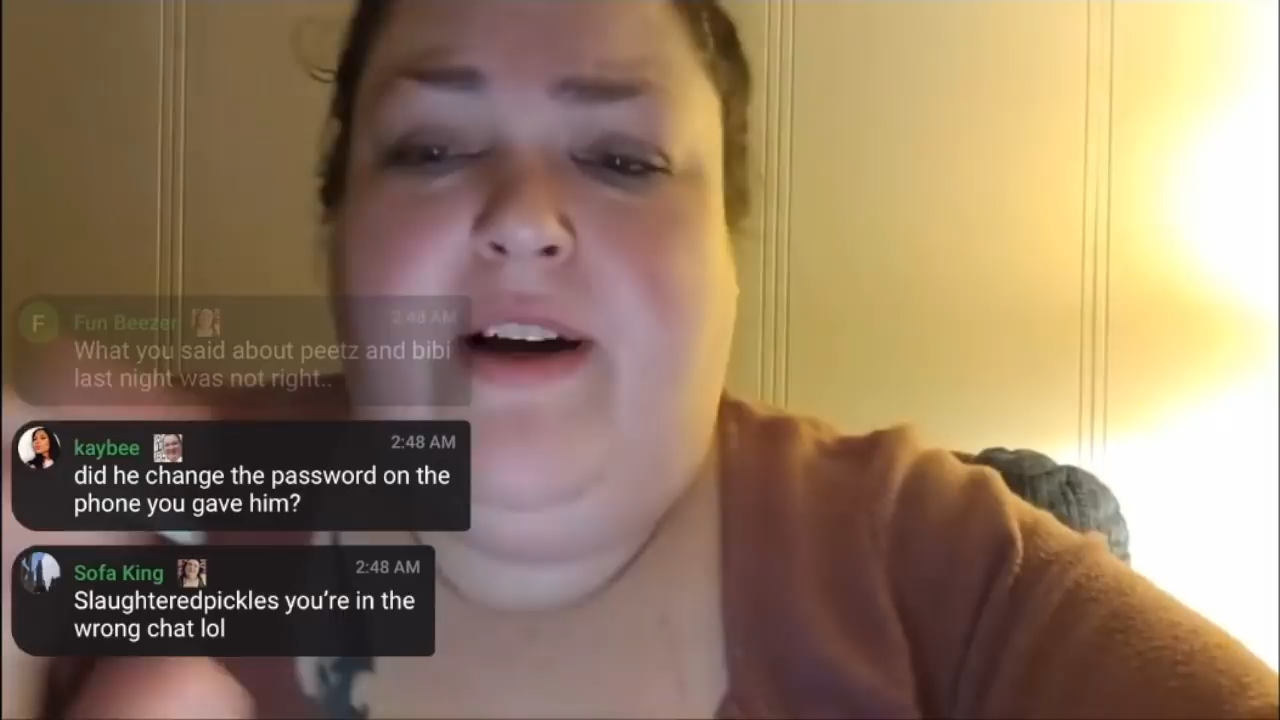 F
Fun Beezer 2:48 AM
What you said about peetz and bibi
last night was not right..
kaybee 2:48 AM
did he change the password on the
phone you gave him?
Sofa King 2:48 AM
Slaughteredpickles you’re in the
wrong chat lol